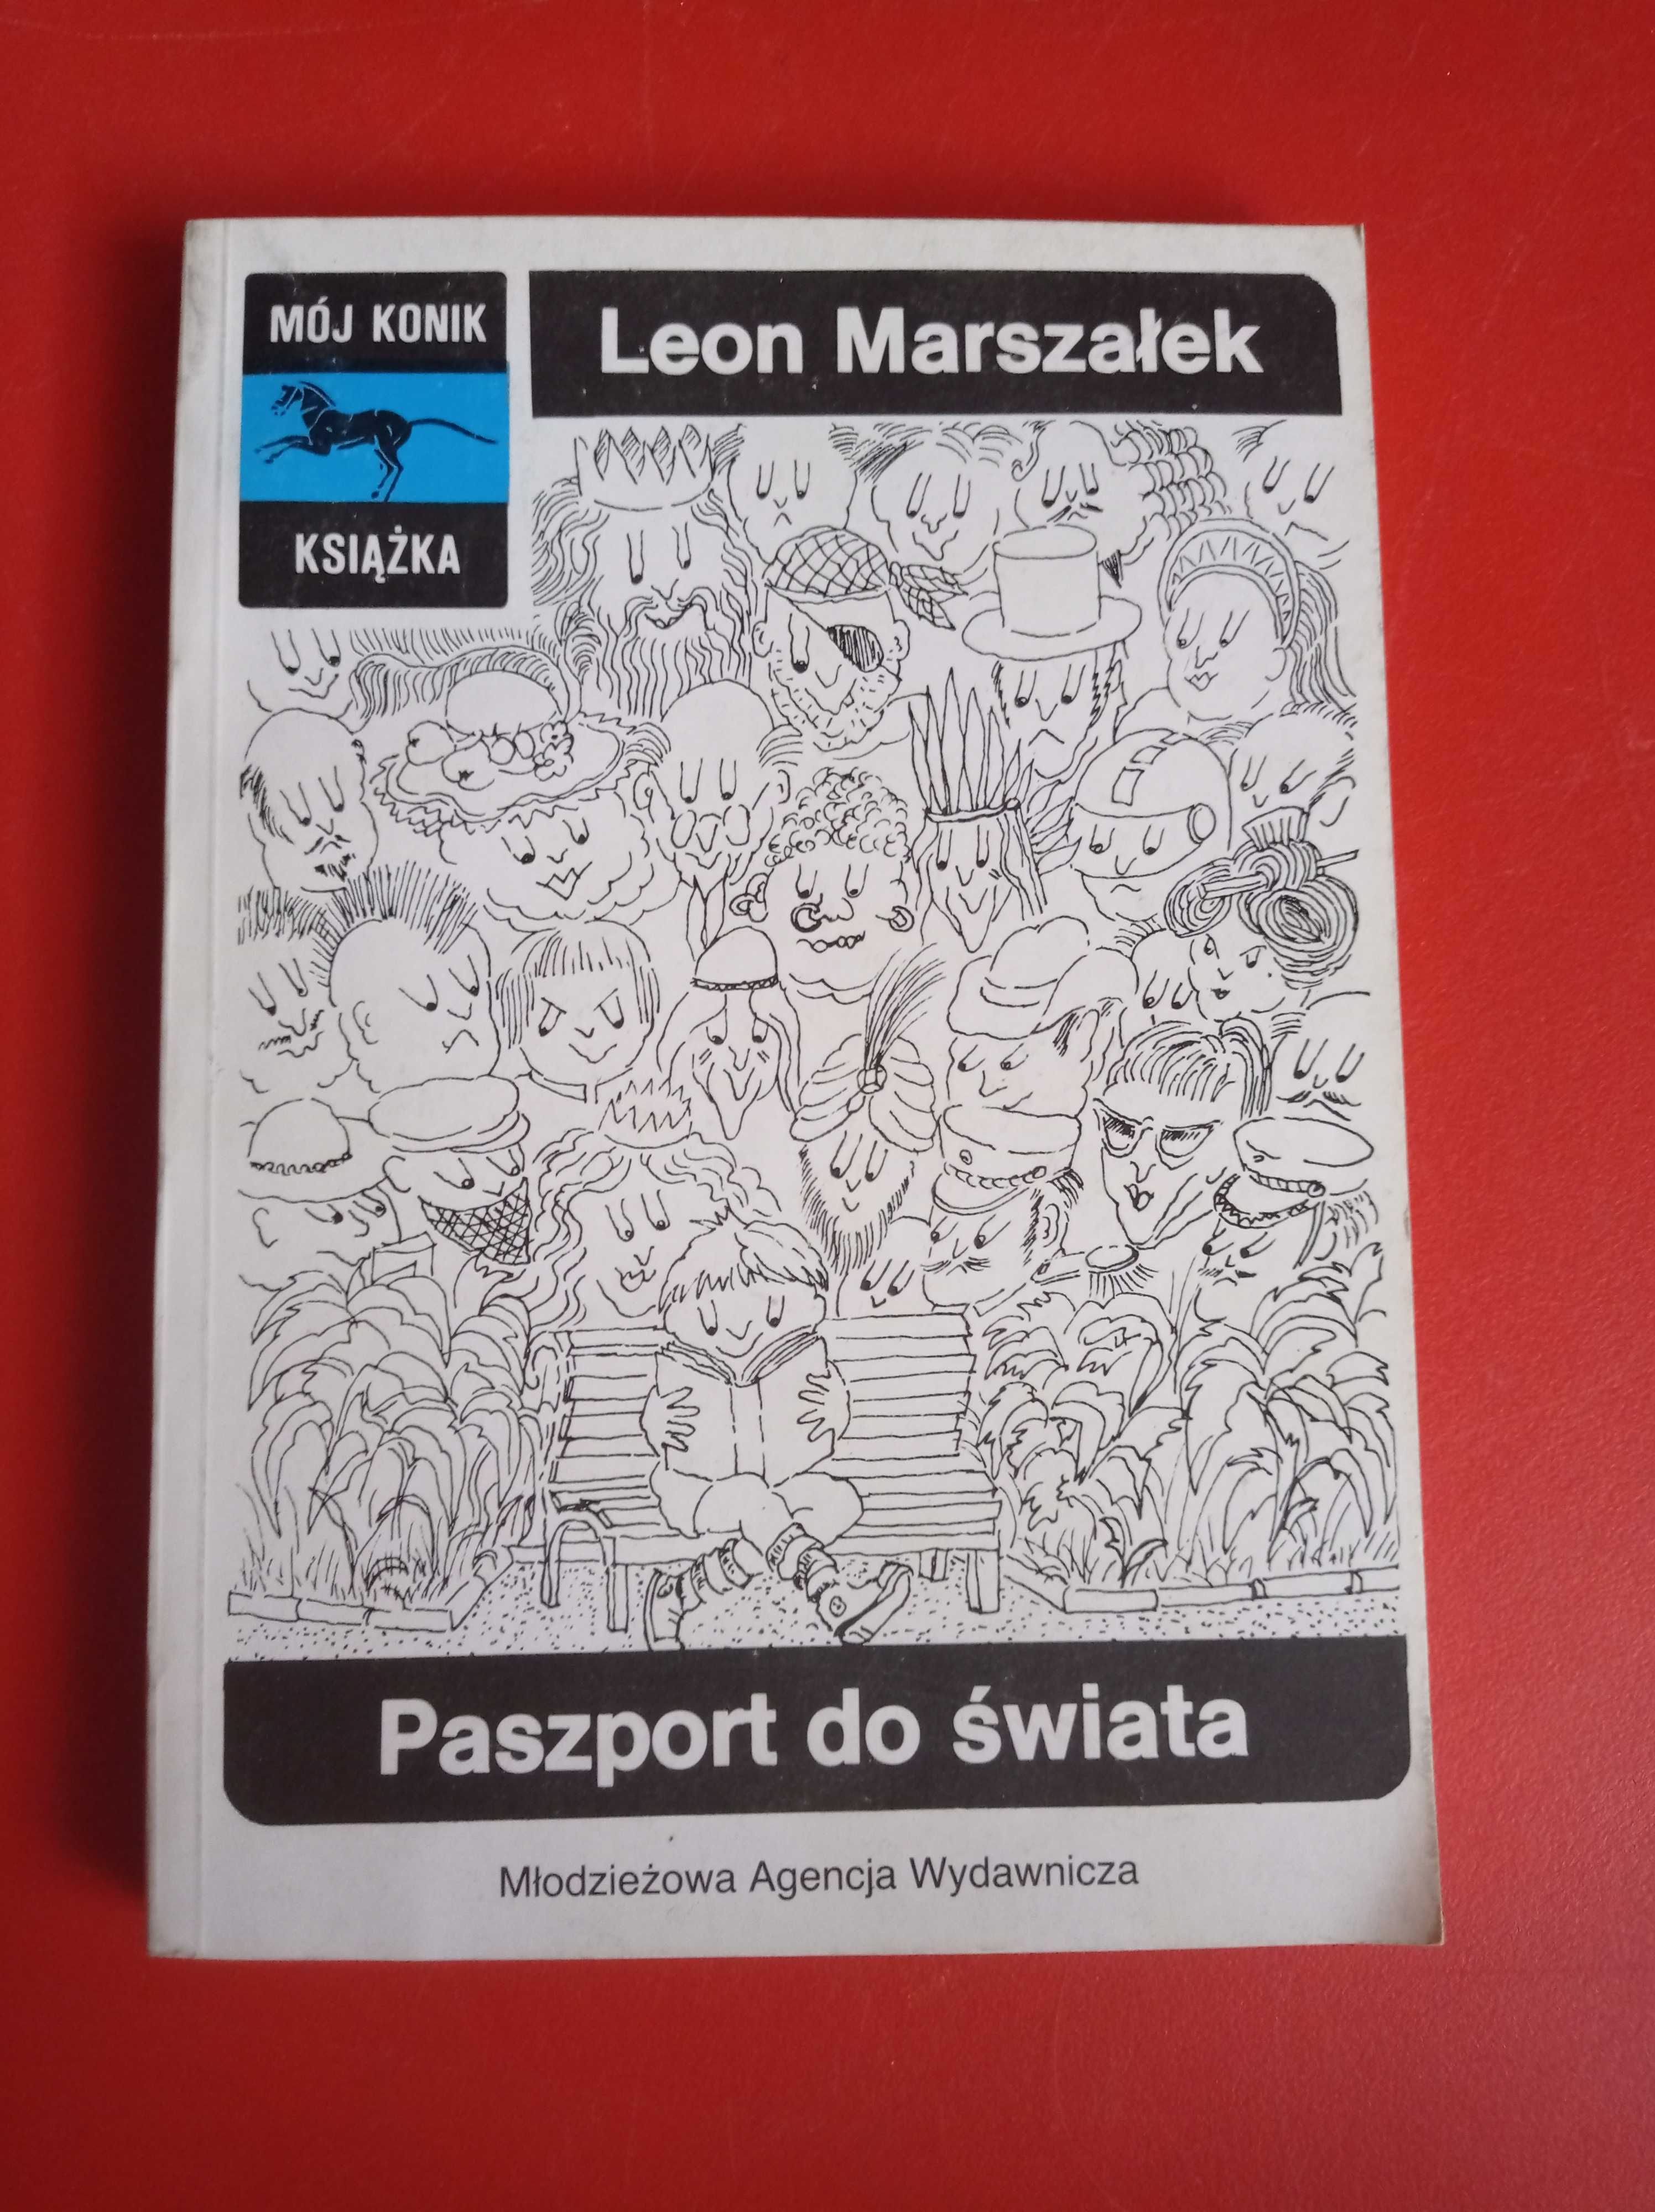 MÓJ KONIK
KSIĄŻKA
Leon Marszałek
Paszport do świata
Młodzieżowa Agencja Wydawnicza